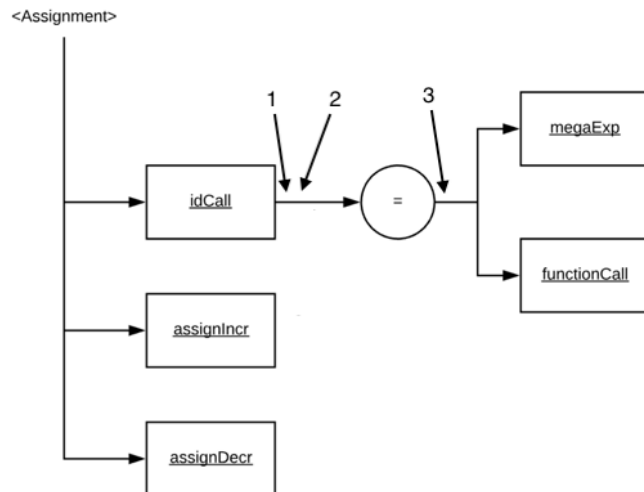 <Assignment>
1
2
3
megaExp
idCall
=
functionCall
assignIncr
assignDecr